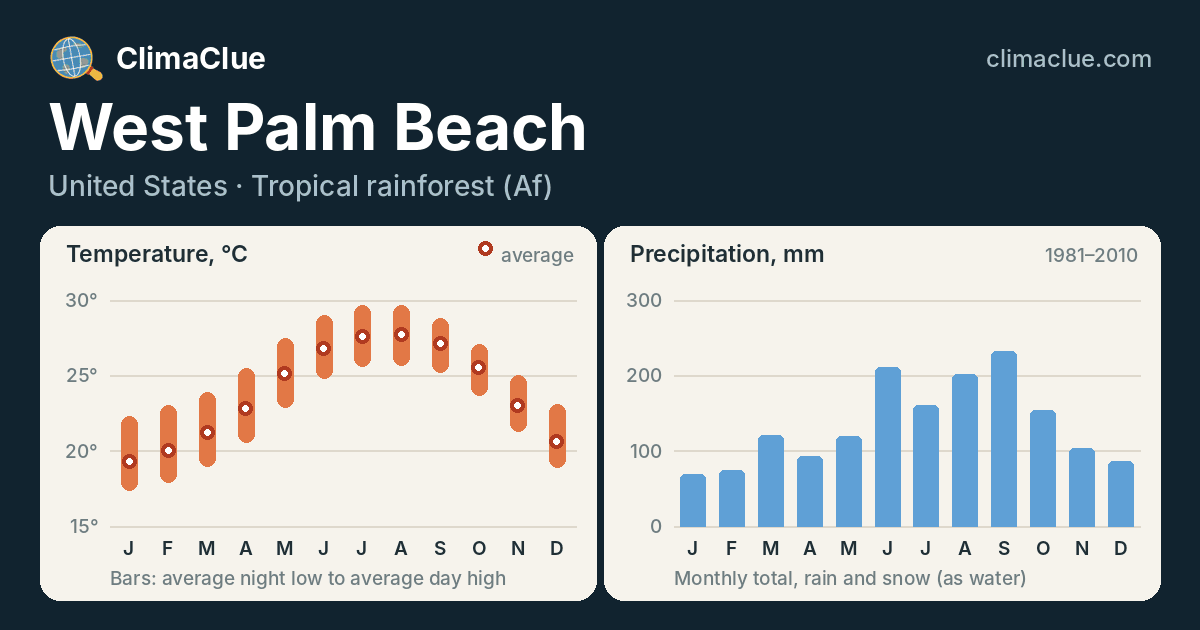 ClimaClue
climaclue.com
West Palm Beach
United States · Tropical rainforest (Af)
Temperature, °C
average
30°
25°
20°
15°
J F M A M J J A S O N D
Bars: average night low to average day high
Precipitation, mm
1981–2010
300
200
100
0
J F M A M J J A S O N D
Monthly total, rain and snow (as water)